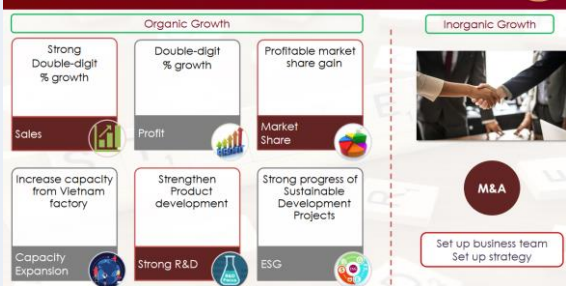 Organic Growth
Inorganic Growth
Strong
Double-digit
% growth
Sales
Double-digit
% growth
Profit
Profitable market
share gain
Market
Share
Increase capacity
from Vietnam
factory
Capacity
Expansion
Strengthen
Product
development
Strong R&D
Strong progress of
Sustainable
Development
Projects
ESG
M&A
Set up business team
Set up strategy